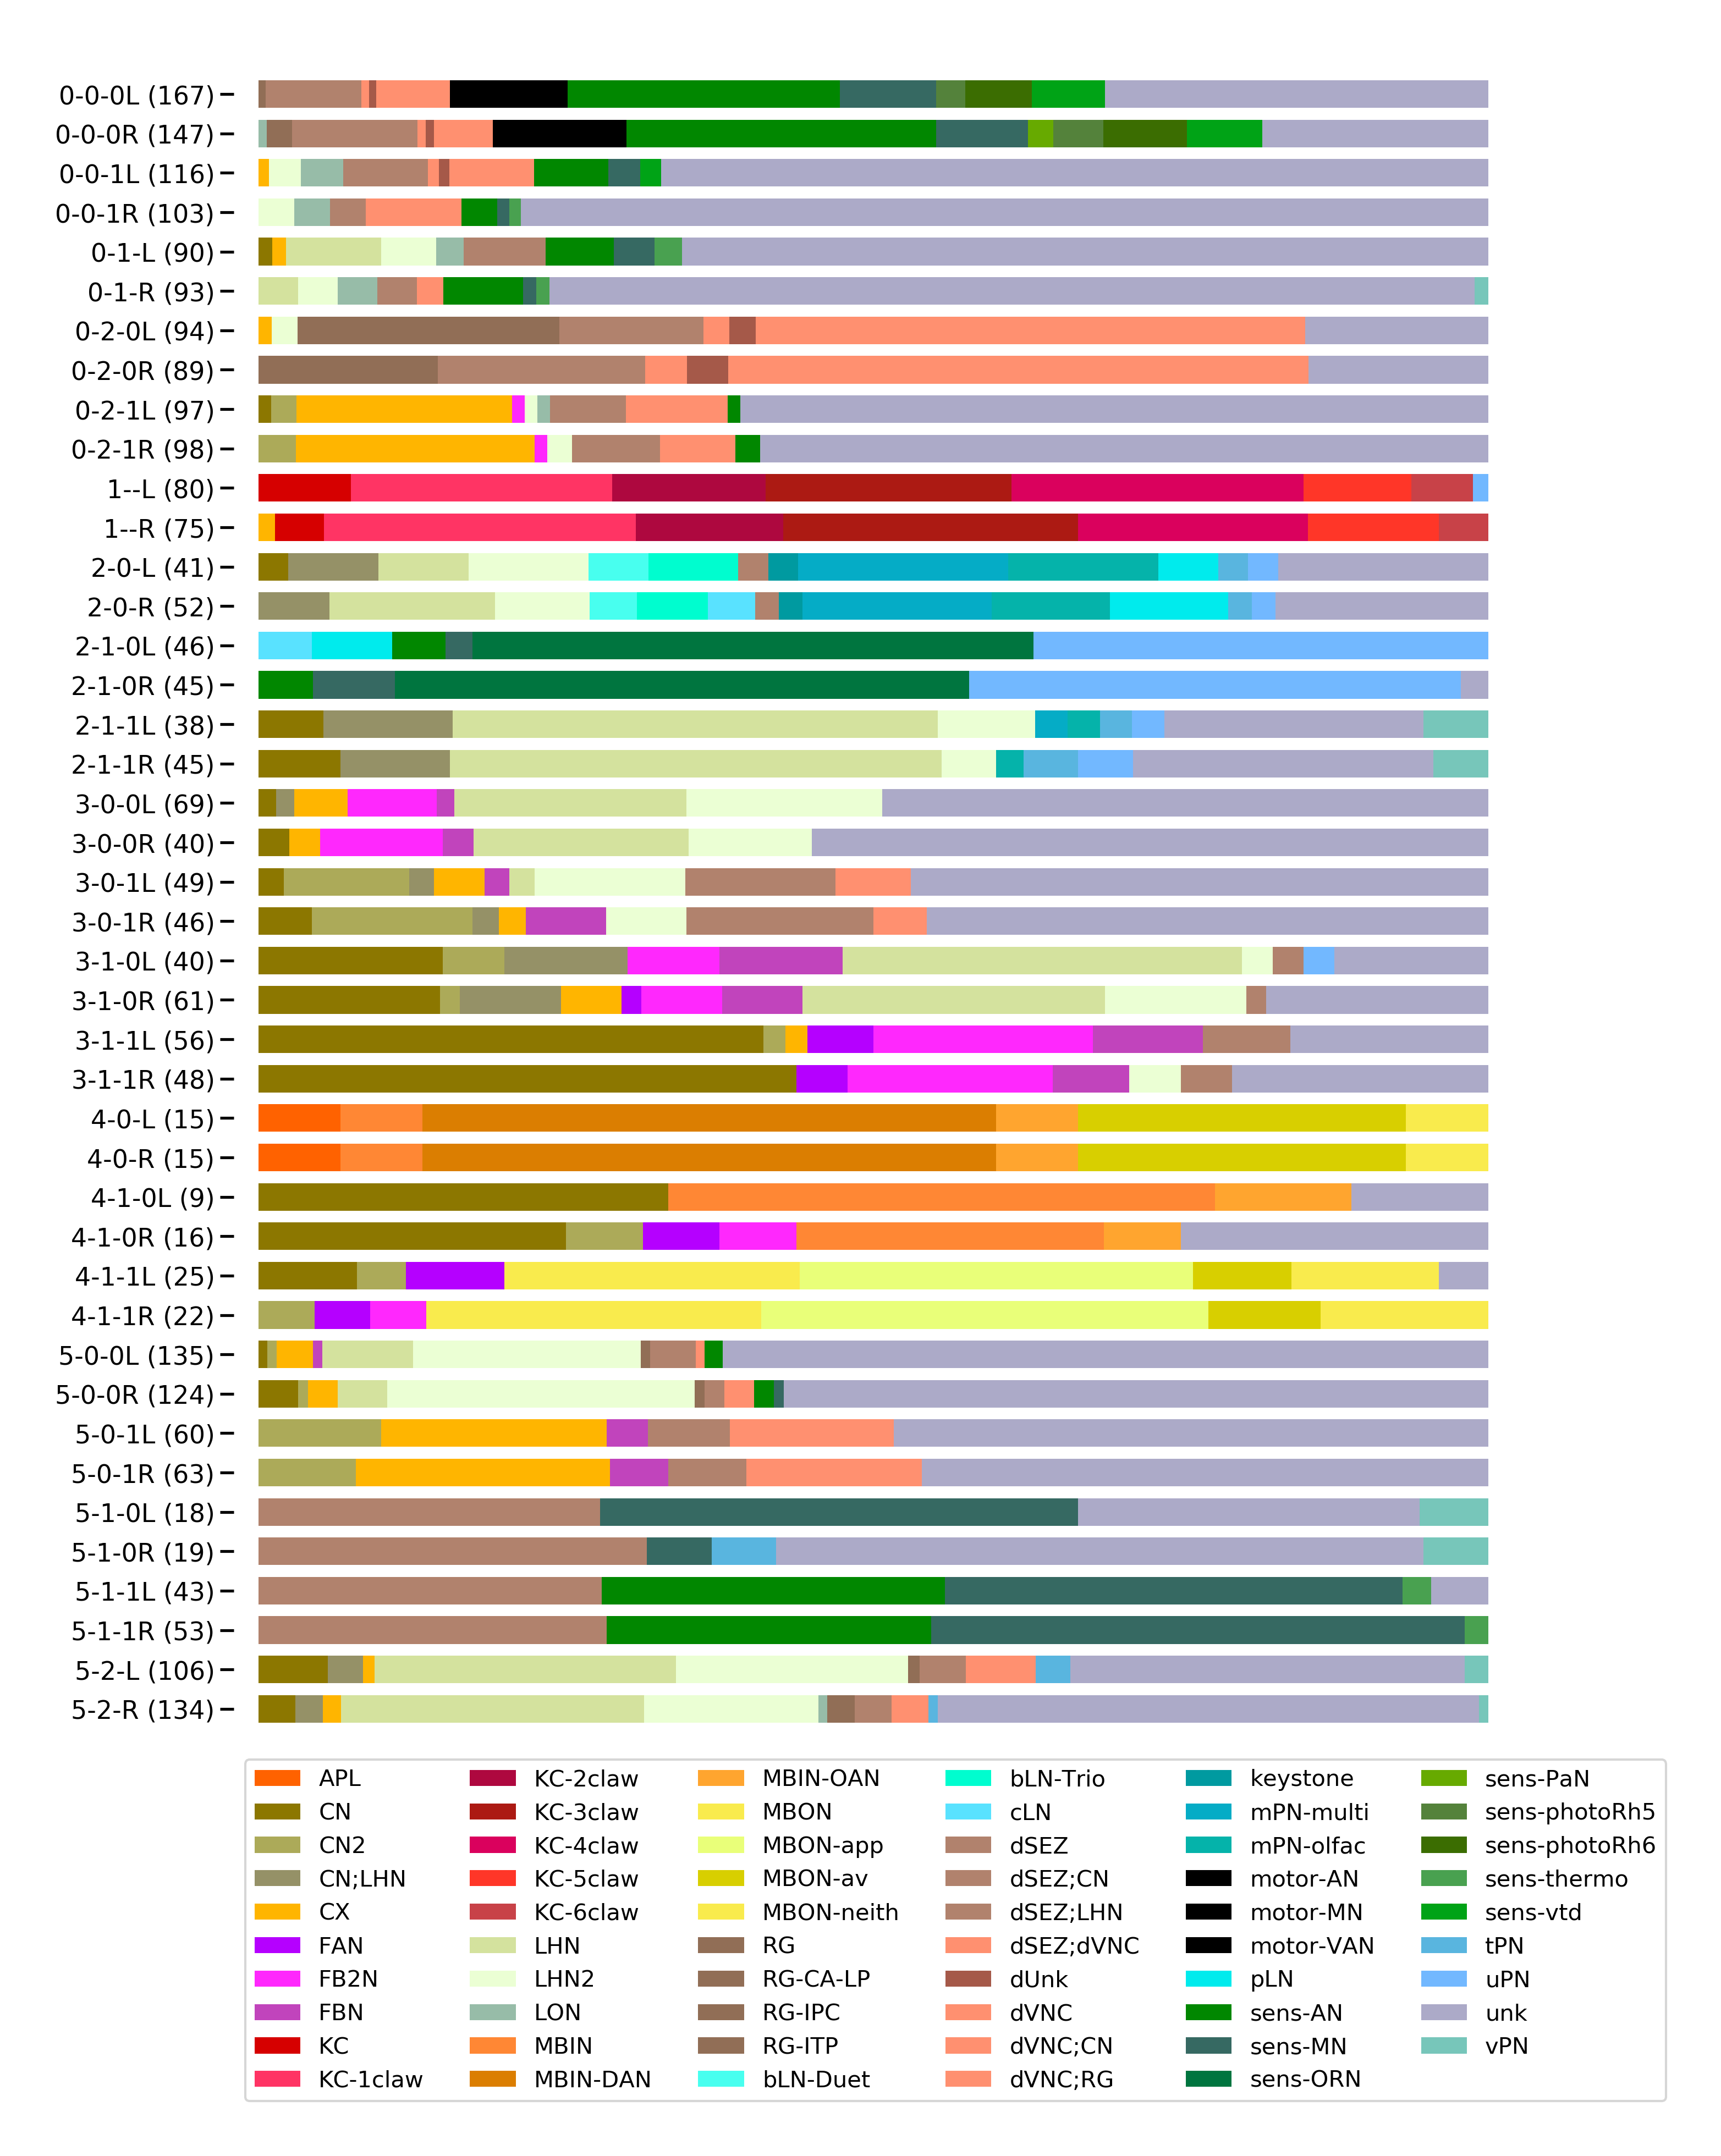 0-0-0L (167)
0-0-0R (147)
0-0-1L (116)
0-0-1R (103)
0-1-L (90)
0-1-R (93)
0-2-0L (94)
0-2-0R (89)
0-2-1L (97)
0-2-1R (98)
1--L (80)
1--R (75)
2-0-L (41)
2-0-R (52)
2-1-0L (46)
2-1-0R (45)
2-1-1L (38)
2-1-1R (45)
3-0-0L (69)
3-0-0R (40)
3-0-1L (49)
3-0-1R (46)
3-1-0L (40)
3-1-0R (61)
3-1-1L (56)
3-1-1R (48)
4-0-L (15)
4-0-R (15)
4-1-0L (9)
4-1-0R (16)
4-1-1L (25)
4-1-1R (22)
5-0-0L (135)
5-0-0R (124)
5-0-1L (60)
5-0-1R (63)
5-1-0L (18)
5-1-0R (19)
5-1-1L (43)
5-1-1R (53)
5-2-L (106)
5-2-R (134)
APL
CN
CN2
CN;LHN
CX
FAN
FB2N
FBN
KC
KC-1claw
KC-2claw
KC-3claw
KC-4claw
KC-5claw
KC-6claw
LHN
LHN2
LON
MBIN
MBIN-DAN
MBIN-OAN
MBON
MBON-app
MBON-av
MBON-neith
RG
RG-CA-LP
RG-IPC
RG-ITP
bLN-Duet
bLN-Trio
cLN
dSEZ
dSEZ;CN
dSEZ;LHN
dSEZ;dVNC
dUnk
dVNC
dVNC;CN
dVNC;RG
keystone
mPN-multi
mPN-olfac
motor-AN
motor-MN
motor-VAN
pLN
sens-AN
sens-MN
sens-ORN
sens-PaN
sens-photoRh5
sens-photoRh6
sens-thermo
sens-vtd
tPN
uPN
unk
vPN